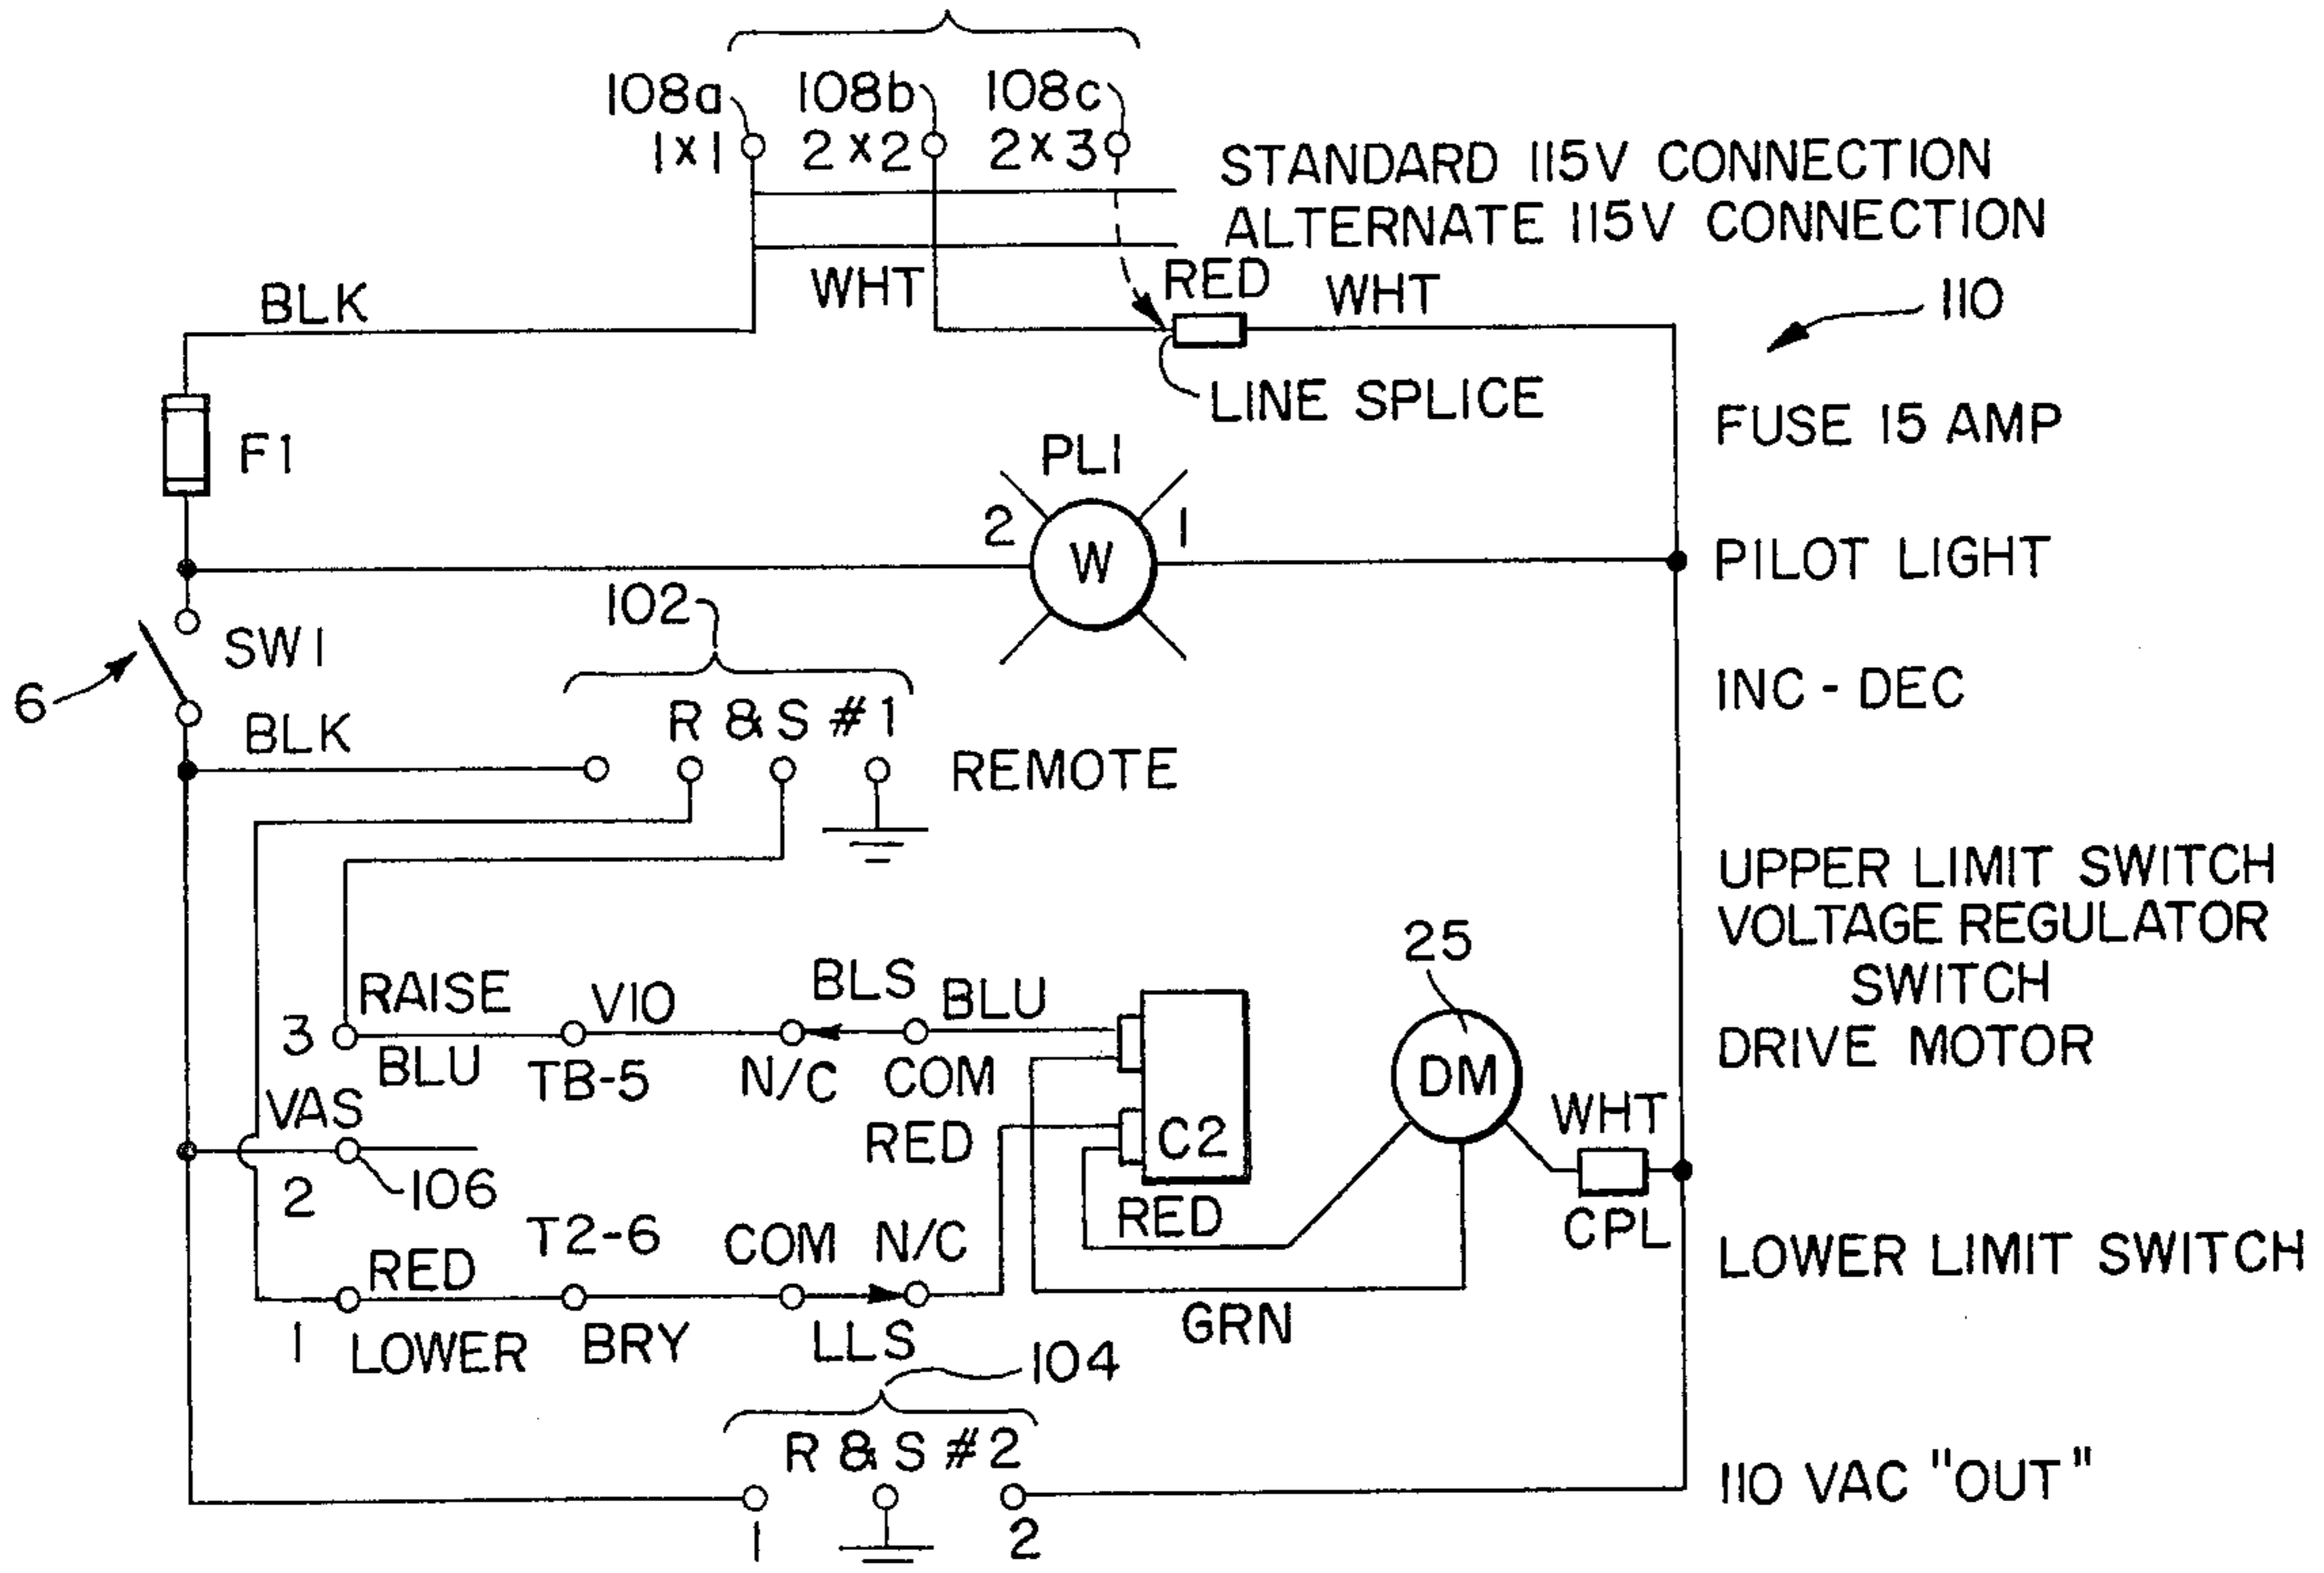 108a 108b 108c
1X1 2X2 2X3
STANDARD 115V CONNECTION
ALTERNATE 115V CONNECTION
BLK
WHT
RED
WHT
110
LINE SPLICE
F1
FUSE 15 AMP
PL1
2
1
W
PILOT LIGHT
102
SW1
6
INC - DEC
R & S #1
BLK
REMOTE
UPPER LIMIT SWITCH
VOLTAGE REGULATOR
SWITCH
DRIVE MOTOR
25
RAISE
VIO
BLS
BLU
3
BLU
TB-5
N/C
COM
DM
VAS
RED
C2
WHT
2
106
RED
CPL
T2-6
COM
N/C
RED
LOWER LIMIT SWITCH
1
LOWER
BRY
LLS
GRN
104
R & S #2
110 VAC "OUT"
1
2